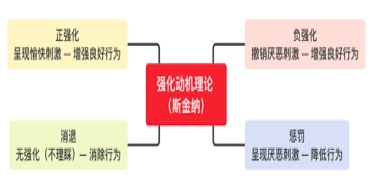 正强化
呈现愉快刺激 — 增强良好行为
负强化
撤销厌恶刺激 — 增强良好行为
强化动机理论
（斯金纳）
消退
无强化（不理睬）— 消除行为
惩罚
呈现厌恶刺激 — 降低行为